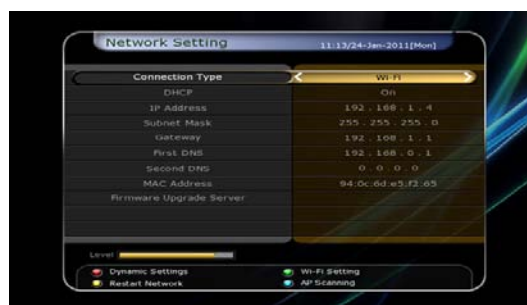 Network Setting 11:13/24-Jan-2011[Mon]
Connection Type Wi-Fi
DHCP On
IP Address 192 . 168 . 1 . 4
Subnet Mask 255 . 255 . 255 . 0
Gateway 192 . 168 . 1 . 1
First DNS 192 . 168 . 0 . 1
Second DNS 0 . 0 . 0 . 0
MAC Address 94:0c:6d:e5:f2:65
Firmware Upgrade Server
Level
Dynamic Settings Wi-Fi Setting
Restart Network AP Scanning